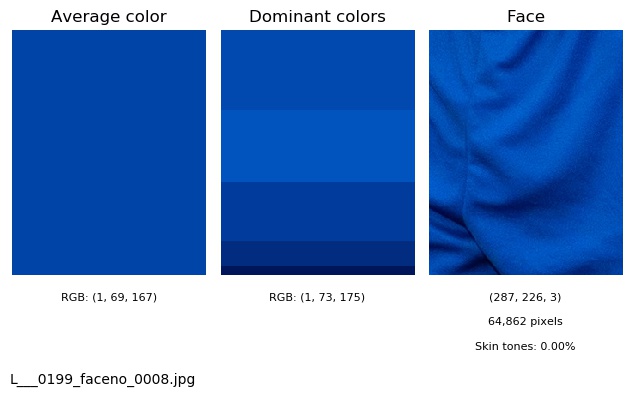 Average color
Dominant colors
Face
RGB: (1, 69, 167)
RGB: (1, 73, 175)
(287, 226, 3)
64,862 pixels
Skin tones: 0.00%
L___0199_faceno_0008.jpg